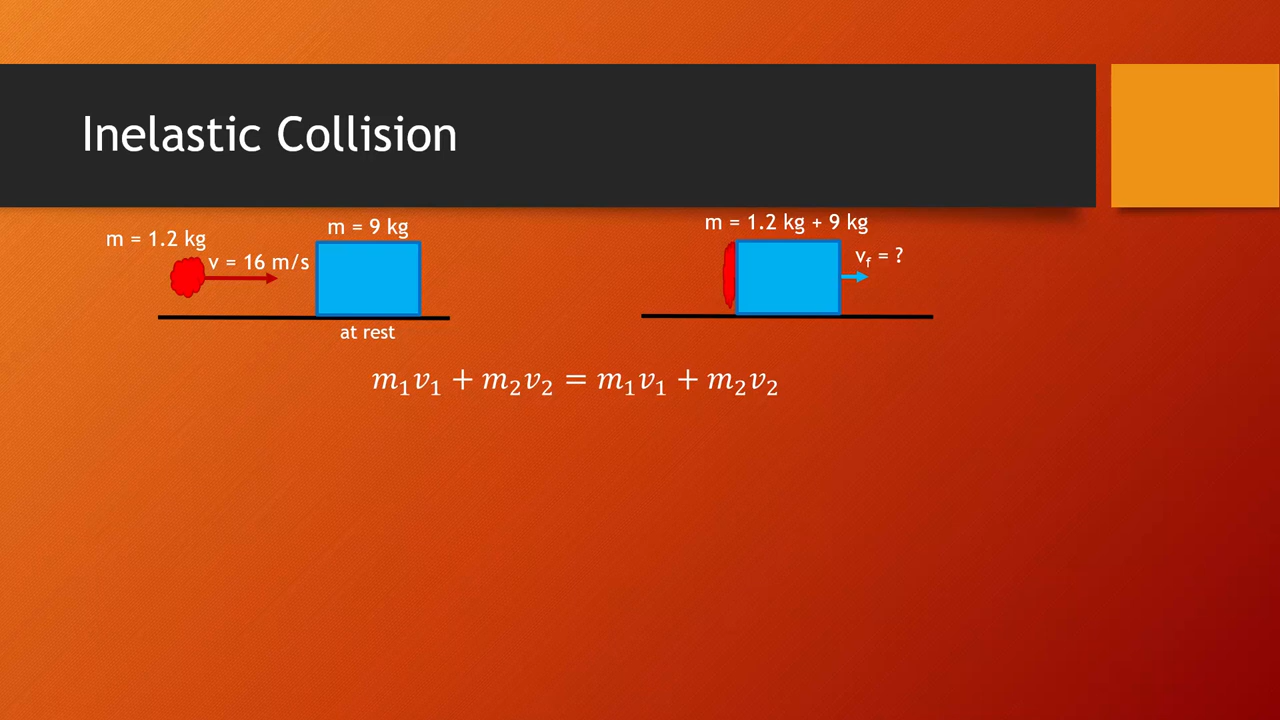 Inelastic Collision
m = 1.2 kg
v = 16 m/s
m = 9 kg
at rest
m = 1.2 kg + 9 kg
v_f = ?
m₁v₁ + m₂v₂ = m₁v₁ + m₂v₂